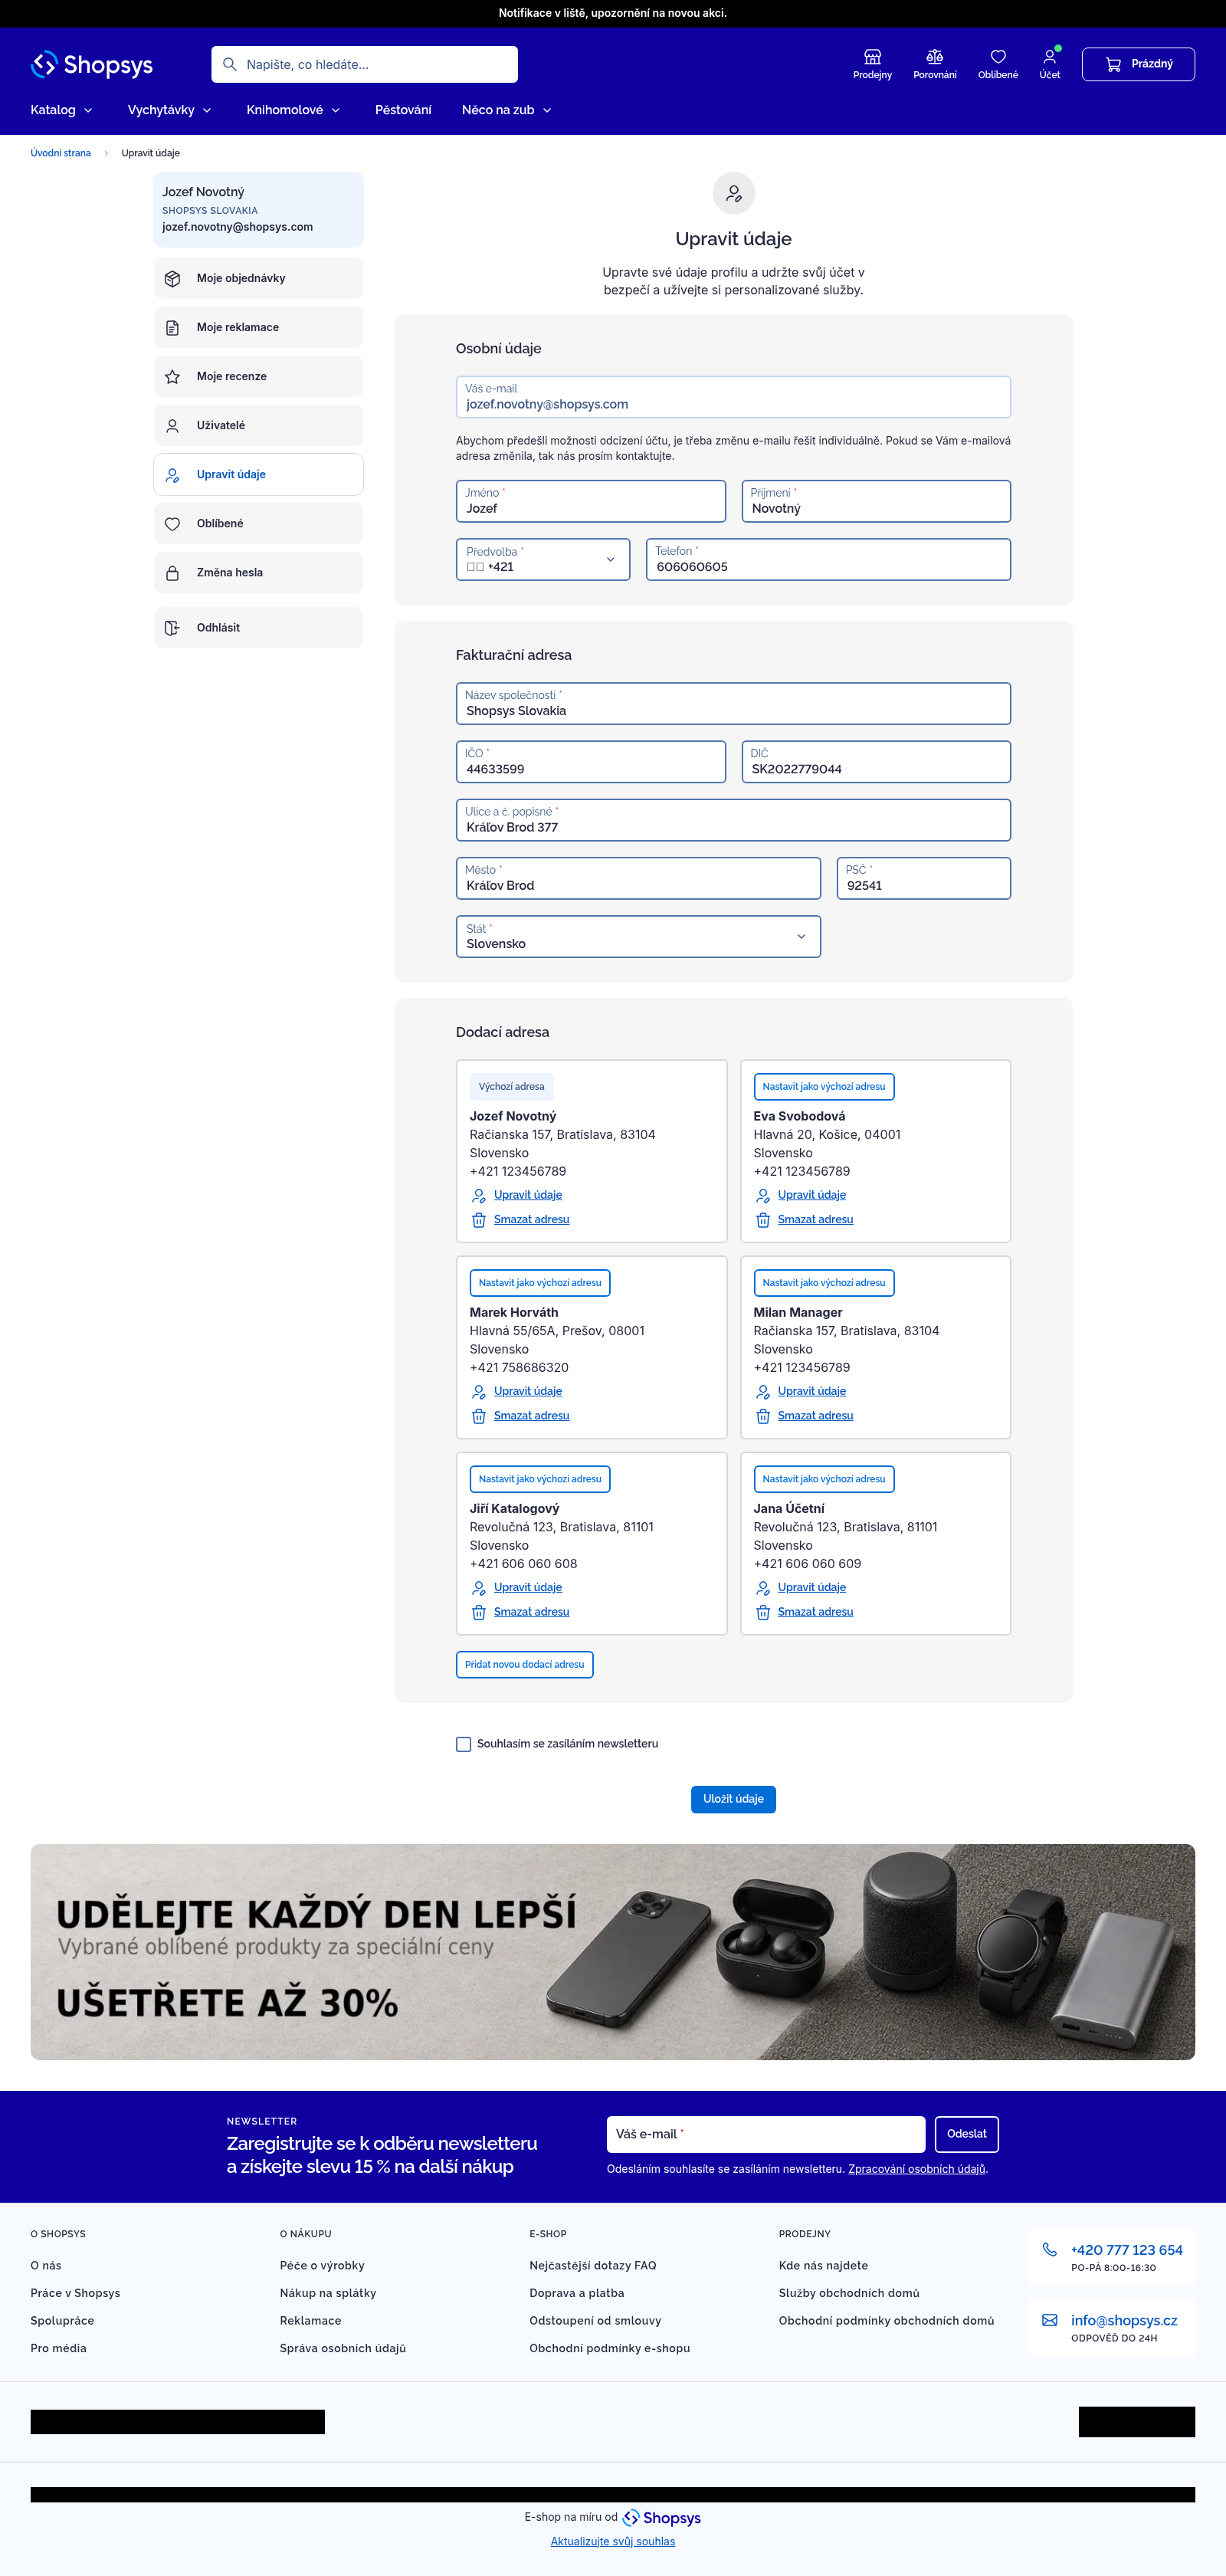 Notifikace v liště, upozornění na novou akci.
Shopsys
Napište, co hledáte...
Prodejny
Porovnání
Oblíbené
Účet
Prázdný
Katalog
Vychytávky
Knihomolové
Pěstování
Něco na zub
Úvodní strana
Upravit údaje
Jozef Novotný
SHOPSYS SLOVAKIA
jozef.novotny@shopsys.com
Moje objednávky
Moje reklamace
Moje recenze
Uživatelé
Upravit údaje
Oblíbené
Změna hesla
Odhlásit
Upravit údaje
Upravte své údaje profilu a udržte svůj účet v
bezpečí a užívejte si personalizované služby.
Osobní údaje
Váš e-mail
jozef.novotny@shopsys.com
Abychom předešli možnosti odcizení účtu, je třeba změnu e-mailu řešit individuálně. Pokud se Vám e-mailová
adresa změnila, tak nás prosím kontaktujte.
Jméno *
Jozef
Příjmení *
Novotný
Předvolba *
+421
Telefon *
606060605
Fakturační adresa
Název společnosti *
Shopsys Slovakia
IČO *
44633599
DIČ
SK2022779044
Ulice a č. popisné *
Kráľov Brod 377
Město *
Kráľov Brod
PSČ *
92541
Stát *
Slovensko
Dodací adresa
Výchozí adresa
Jozef Novotný
Račianska 157, Bratislava, 83104
Slovensko
+421 123456789
Upravit údaje
Smazat adresu
Nastavit jako výchozí adresu
Eva Svobodová
Hlavná 20, Košice, 04001
Slovensko
+421 123456789
Upravit údaje
Smazat adresu
Nastavit jako výchozí adresu
Marek Horváth
Hlavná 55/65A, Prešov, 08001
Slovensko
+421 758686320
Upravit údaje
Smazat adresu
Nastavit jako výchozí adresu
Milan Manager
Račianska 157, Bratislava, 83104
Slovensko
+421 123456789
Upravit údaje
Smazat adresu
Nastavit jako výchozí adresu
Jiří Katalogový
Revolučná 123, Bratislava, 81101
Slovensko
+421 606 060 608
Upravit údaje
Smazat adresu
Nastavit jako výchozí adresu
Jana Účetní
Revolučná 123, Bratislava, 81101
Slovensko
+421 606 060 609
Upravit údaje
Smazat adresu
Přidat novou dodací adresu
Souhlasím se zasíláním newsletteru
Uložit údaje
UDĚLEJTE KAŽDÝ DEN LEPŠÍ
Vybrané oblíbené produkty za speciální ceny
UŠETŘETE AŽ 30%
NEWSLETTER
Zaregistrujte se k odběru newsletteru
a získejte slevu 15 % na další nákup
Váš e-mail *
Odeslat
Odesláním souhlasíte se zasíláním newsletteru. Zpracování osobních údajů.
O SHOPSYS
O nás
Práce v Shopsys
Spolupráce
Pro média
O NÁKUPU
Péče o výrobky
Nákup na splátky
Reklamace
Správa osobních údajů
E-SHOP
Nejčastější dotazy FAQ
Doprava a platba
Odstoupení od smlouvy
Obchodní podmínky e-shopu
PRODEJNY
Kde nás najdete
Služby obchodních domů
Obchodní podmínky obchodních domů
+420 777 123 654
PO-PÁ 8:00-16:30
info@shopsys.cz
ODPOVĚĎ DO 24H
E-shop na míru od Shopsys
Aktualizujte svůj souhlas